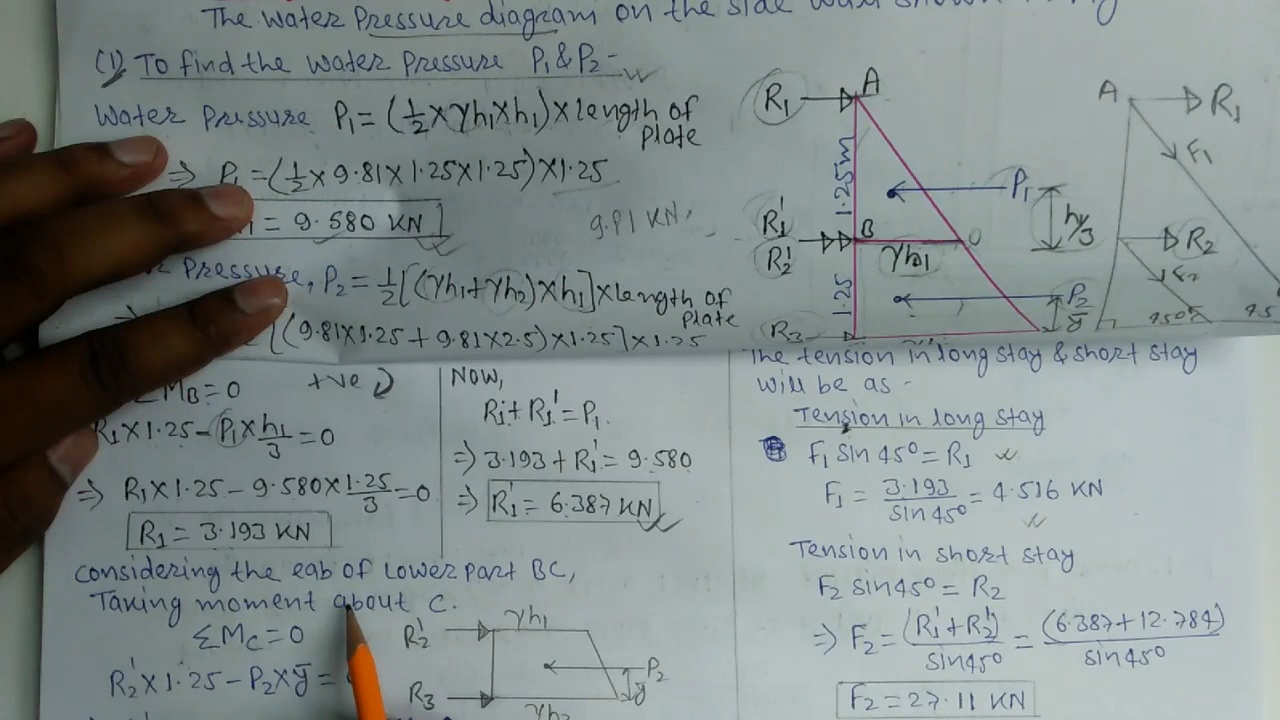 The water pressure diagram on the side
(1) To find the water pressure P1 & P2 -
Water pressure P1 = (1/2 × γh1 × h1) × length of plate
⇒ P1 = (1/2 × 9.81 × 1.25 × 1.25) × 1.25
= 9.580 KN
9.81 KN
pressure, P2 = 1/2 [(γh1 + γh2) × h1] × length of plate
[(9.81×1.25 + 9.81×2.5) × 1.25] × 1.25
R1
A
1.25m
P1
h1/3
R1'
R2'
B
γh1
1.25
P2
ȳ
R3
A
R1
F1
R2
F2
45°
45
ΣMB = 0 +ve
R1 × 1.25 - P1 × h1/3 = 0
⇒ R1 × 1.25 - 9.580 × 1.25/3 = 0
R1 = 3.193 KN
NOW,
R1 + R1' = P1
⇒ 3.193 + R1' = 9.580
⇒ R1' = 6.387 KN
considering the eqb of Lower part BC,
Taking moment about C.
ΣMC = 0
R2' × 1.25 - P2 × ȳ =
γh1
R2'
P2
ȳ
R3
γh2
The tension in long stay & short stay
will be as -
Tension in long stay
F1 sin 45° = R1
F1 = 3.193/sin45° = 4.516 KN
Tension in short stay
F2 sin45° = R2
⇒ F2 = (R1' + R2')/sin45° = (6.387 + 12.784)/sin45°
F2 = 27.11 KN